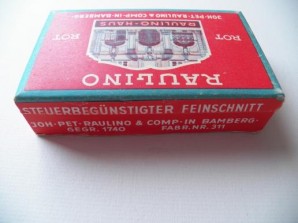 JOH·PET·RAULINO & COMP·IN BAMBERG
RAULINO-HAUS
ROT
ROT
RAULINO
STEUERBEGÜNSTIGTER FEINSCHNITT
JOH·PET·RAULINO & COMP·IN BAMBERG·
GEGR. 1740
FABR. NR. 311